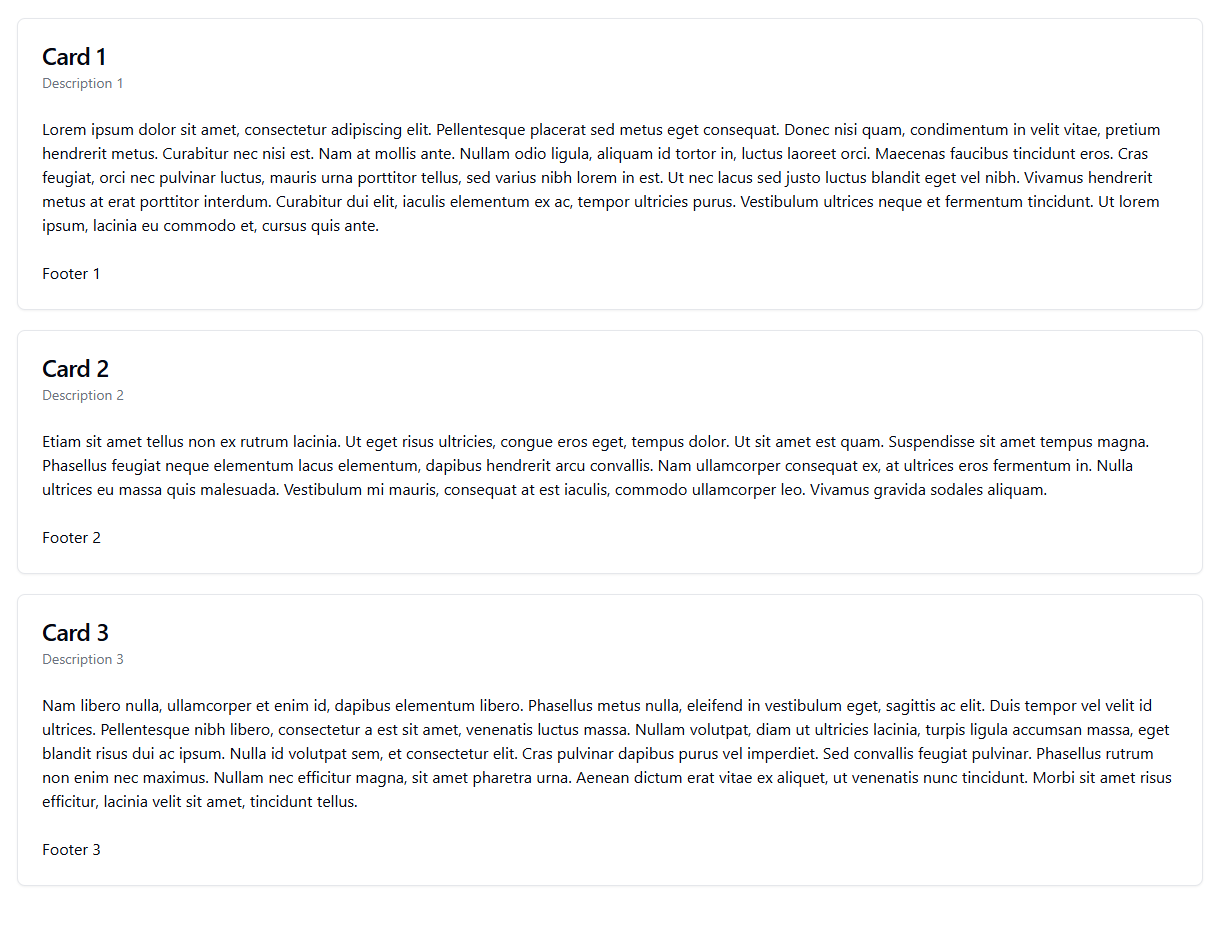 Card 1
Description 1
Lorem ipsum dolor sit amet, consectetur adipiscing elit. Pellentesque placerat sed metus eget consequat. Donec nisi quam, condimentum in velit vitae, pretium
hendrerit metus. Curabitur nec nisi est. Nam at mollis ante. Nullam odio ligula, aliquam id tortor in, luctus laoreet orci. Maecenas faucibus tincidunt eros. Cras
feugiat, orci nec pulvinar luctus, mauris urna porttitor tellus, sed varius nibh lorem in est. Ut nec lacus sed justo luctus blandit eget vel nibh. Vivamus hendrerit
metus at erat porttitor interdum. Curabitur dui elit, iaculis elementum ex ac, tempor ultricies purus. Vestibulum ultrices neque et fermentum tincidunt. Ut lorem
ipsum, lacinia eu commodo et, cursus quis ante.
Footer 1
Card 2
Description 2
Etiam sit amet tellus non ex rutrum lacinia. Ut eget risus ultricies, congue eros eget, tempus dolor. Ut sit amet est quam. Suspendisse sit amet tempus magna.
Phasellus feugiat neque elementum lacus elementum, dapibus hendrerit arcu convallis. Nam ullamcorper consequat ex, at ultrices eros fermentum in. Nulla
ultrices eu massa quis malesuada. Vestibulum mi mauris, consequat at est iaculis, commodo ullamcorper leo. Vivamus gravida sodales aliquam.
Footer 2
Card 3
Description 3
Nam libero nulla, ullamcorper et enim id, dapibus elementum libero. Phasellus metus nulla, eleifend in vestibulum eget, sagittis ac elit. Duis tempor vel velit id
ultrices. Pellentesque nibh libero, consectetur a est sit amet, venenatis luctus massa. Nullam volutpat, diam ut ultricies lacinia, turpis ligula accumsan massa, eget
blandit risus dui ac ipsum. Nulla id volutpat sem, et consectetur elit. Cras pulvinar dapibus purus vel imperdiet. Sed convallis feugiat pulvinar. Phasellus rutrum
non enim nec maximus. Nullam nec efficitur magna, sit amet pharetra urna. Aenean dictum erat vitae ex aliquet, ut venenatis nunc tincidunt. Morbi sit amet risus
efficitur, lacinia velit sit amet, tincidunt tellus.
Footer 3